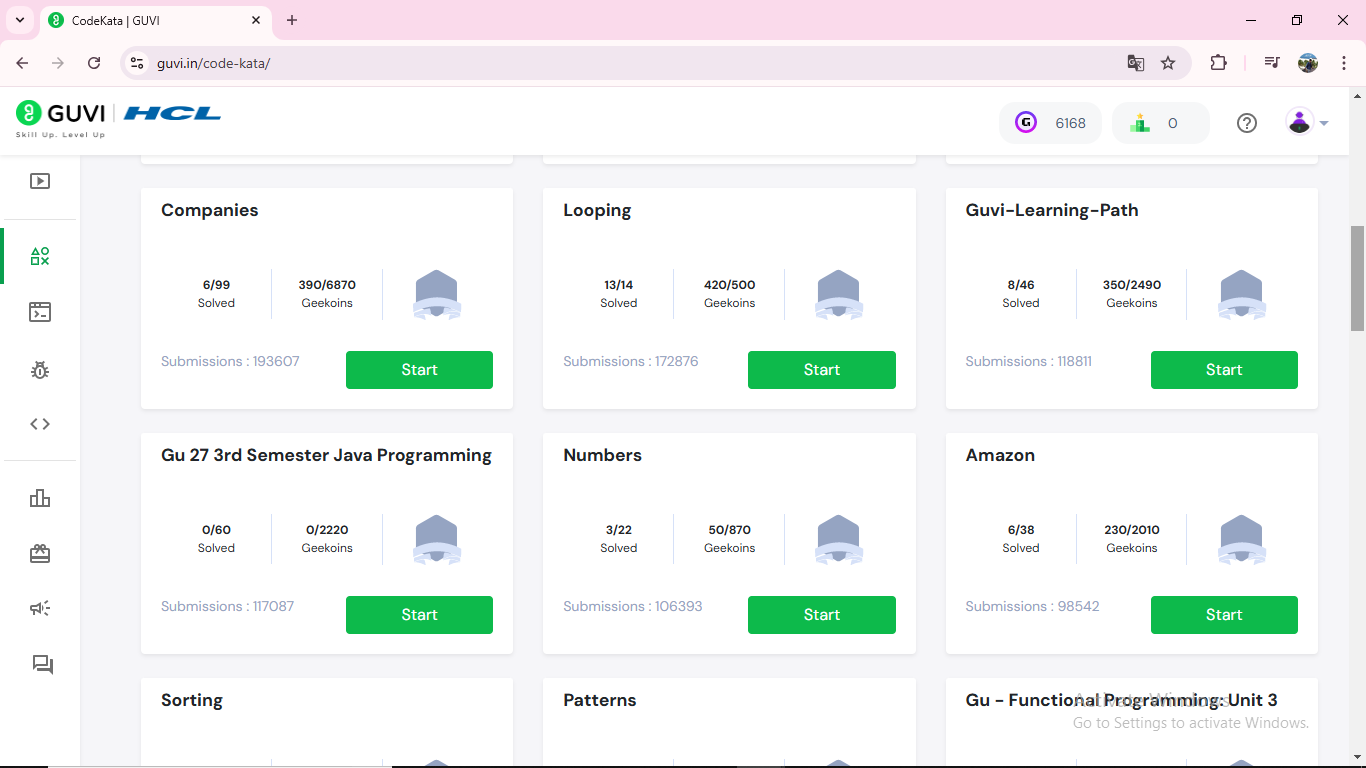 CodeKata | GUVI
guvi.in/code-kata/
GUVI | HCL
Skill Up. Level Up
G 6168 0
Companies
6/99
Solved
390/6870
Geekoins
Submissions : 193607
Start
Looping
13/14
Solved
420/500
Geekoins
Submissions : 172876
Start
Guvi-Learning-Path
8/46
Solved
350/2490
Geekoins
Submissions : 118811
Start
Gu 27 3rd Semester Java Programming
0/60
Solved
0/2220
Geekoins
Submissions : 117087
Start
Numbers
3/22
Solved
50/870
Geekoins
Submissions : 106393
Start
Amazon
6/38
Solved
230/2010
Geekoins
Submissions : 98542
Start
Sorting
Patterns
Gu - Functional Programming: Unit 3
Activate Windows
Go to Settings to activate Windows.